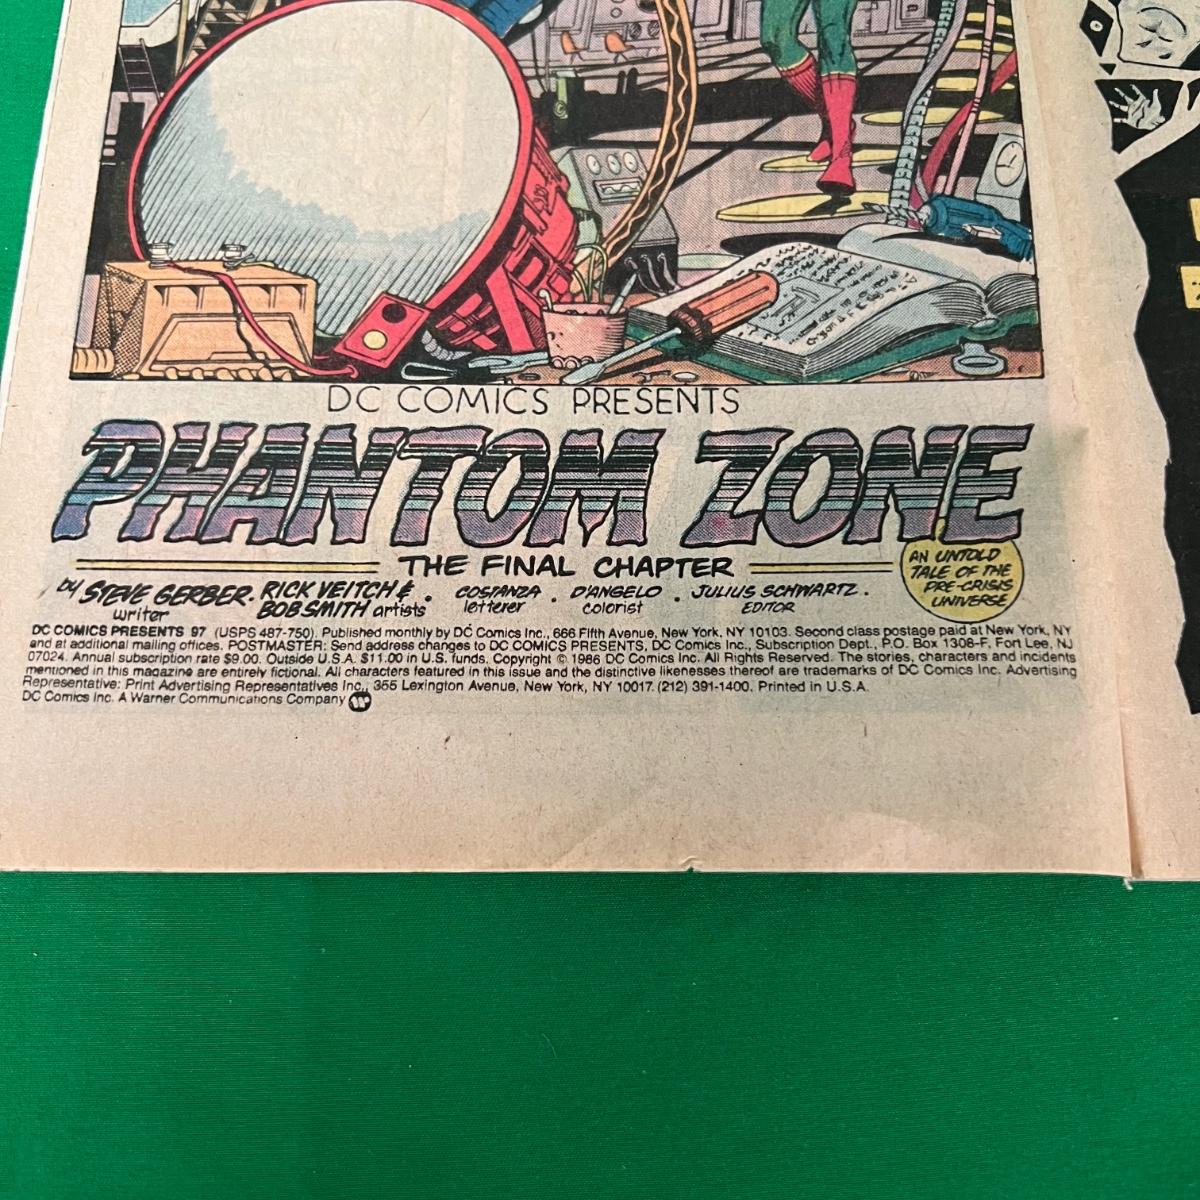 DC COMICS PRESENTS
PHANTOM ZONE
THE FINAL CHAPTER
AN UNTOLD
TALE OF THE
PRE-CRISIS
UNIVERSE
by STEVE GERBER. RICK VEITCH & . COSTANZA . D'ANGELO . JULIUS SCHWARTZ .
writer BOB SMITH artists letterer colorist EDITOR
DC COMICS PRESENTS 97 (USPS 487-750). Published monthly by DC Comics Inc., 666 Fifth Avenue, New York, NY 10103. Second class postage paid at New York, NY
and at additional mailing offices. POSTMASTER: Send address changes to DC COMICS PRESENTS, DC Comics Inc., Subscription Dept., P.O. Box 1308-F, Fort Lee, NJ
07024. Annual subscription rate $9.00. Outside U.S.A. $11.00 in U.S. funds. Copyright © 1986 DC Comics Inc. All Rights Reserved. The stories, characters and incidents
mentioned in this magazine are entirely fictional. All characters featured in this issue and the distinctive likenesses thereof are trademarks of DC Comics Inc. Advertising
Representative: Print Advertising Representatives Inc., 355 Lexington Avenue, New York, NY 10017. (212) 391-1400. Printed in U.S.A.
DC Comics Inc. A Warner Communications Company